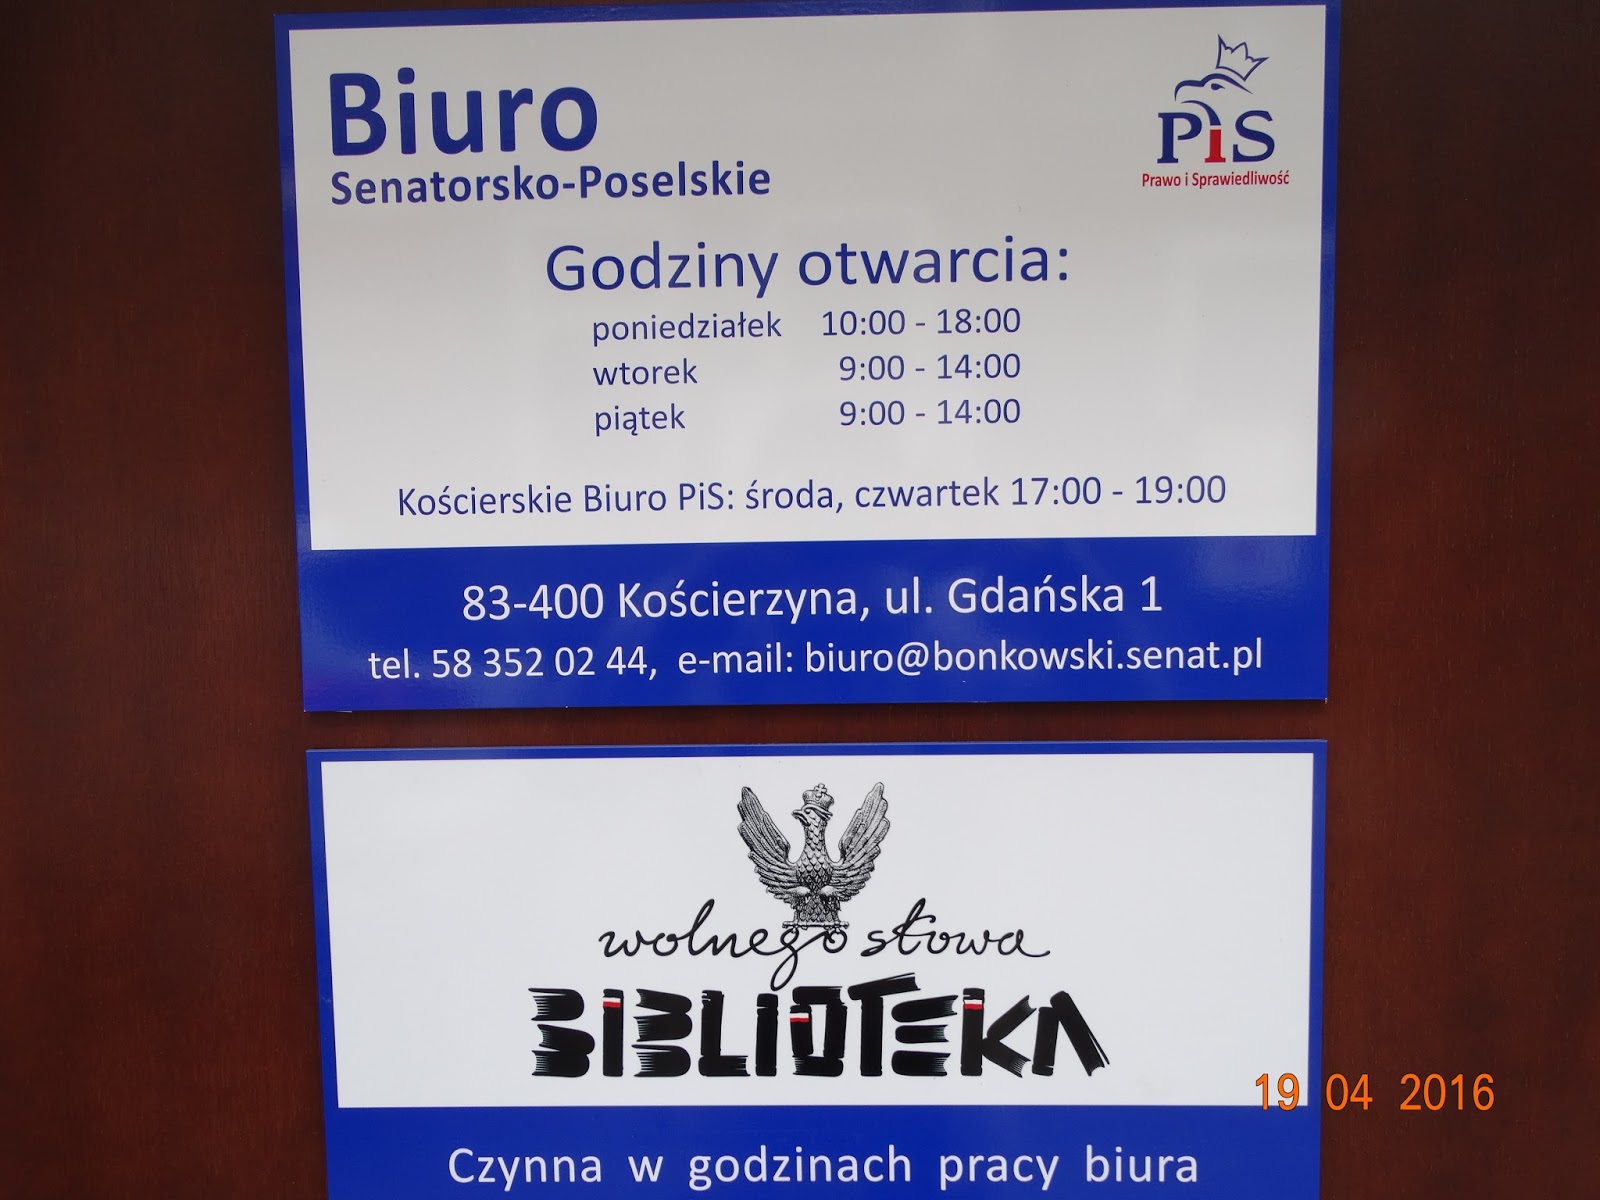 Biuro
Senatorsko-Poselskie
PiS
Prawo i Sprawiedliwość
Godziny otwarcia:
poniedziałek 10:00 - 18:00
wtorek 9:00 - 14:00
piątek 9:00 - 14:00
Kościerskie Biuro PiS: środa, czwartek 17:00 - 19:00
83-400 Kościerzyna, ul. Gdańska 1
tel. 58 352 02 44, e-mail: biuro@bonkowski.senat.pl
wolnego słowa
BIBLIOTEKA
19 04 2016
Czynna w godzinach pracy biura